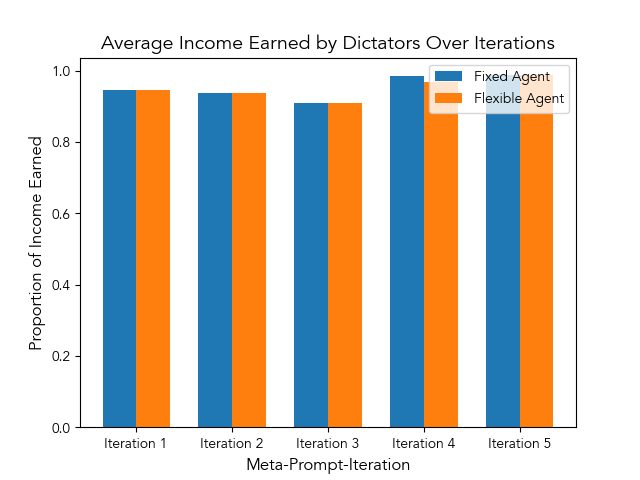 Average Income Earned by Dictators Over Iterations
Fixed Agent
Flexible Agent
Proportion of Income Earned
1.0
0.8
0.6
0.4
0.2
0.0
Iteration 1
Iteration 2
Iteration 3
Iteration 4
Iteration 5
Meta-Prompt-Iteration